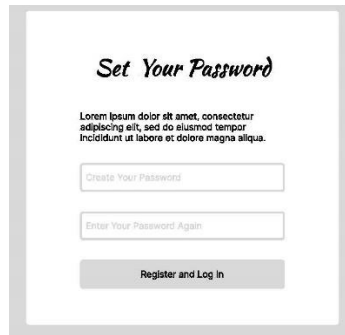 Set Your Password
Lorem ipsum dolor sit amet, consectetur
adipiscing elit, sed do eiusmod tempor
incididunt ut labore et dolore magna aliqua.
Create Your Password
Enter Your Password Again
Register and Log In